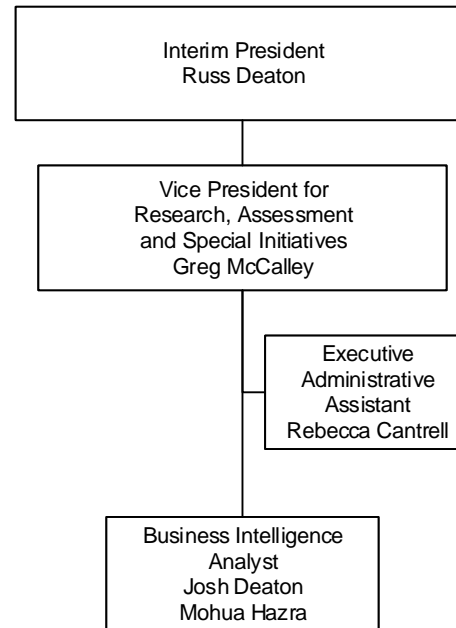 Interim President
Russ Deaton
Vice President for
Research, Assessment
and Special Initiatives
Greg McCalley
Executive
Administrative
Assistant
Rebecca Cantrell
Business Intelligence
Analyst
Josh Deaton
Mohua Hazra